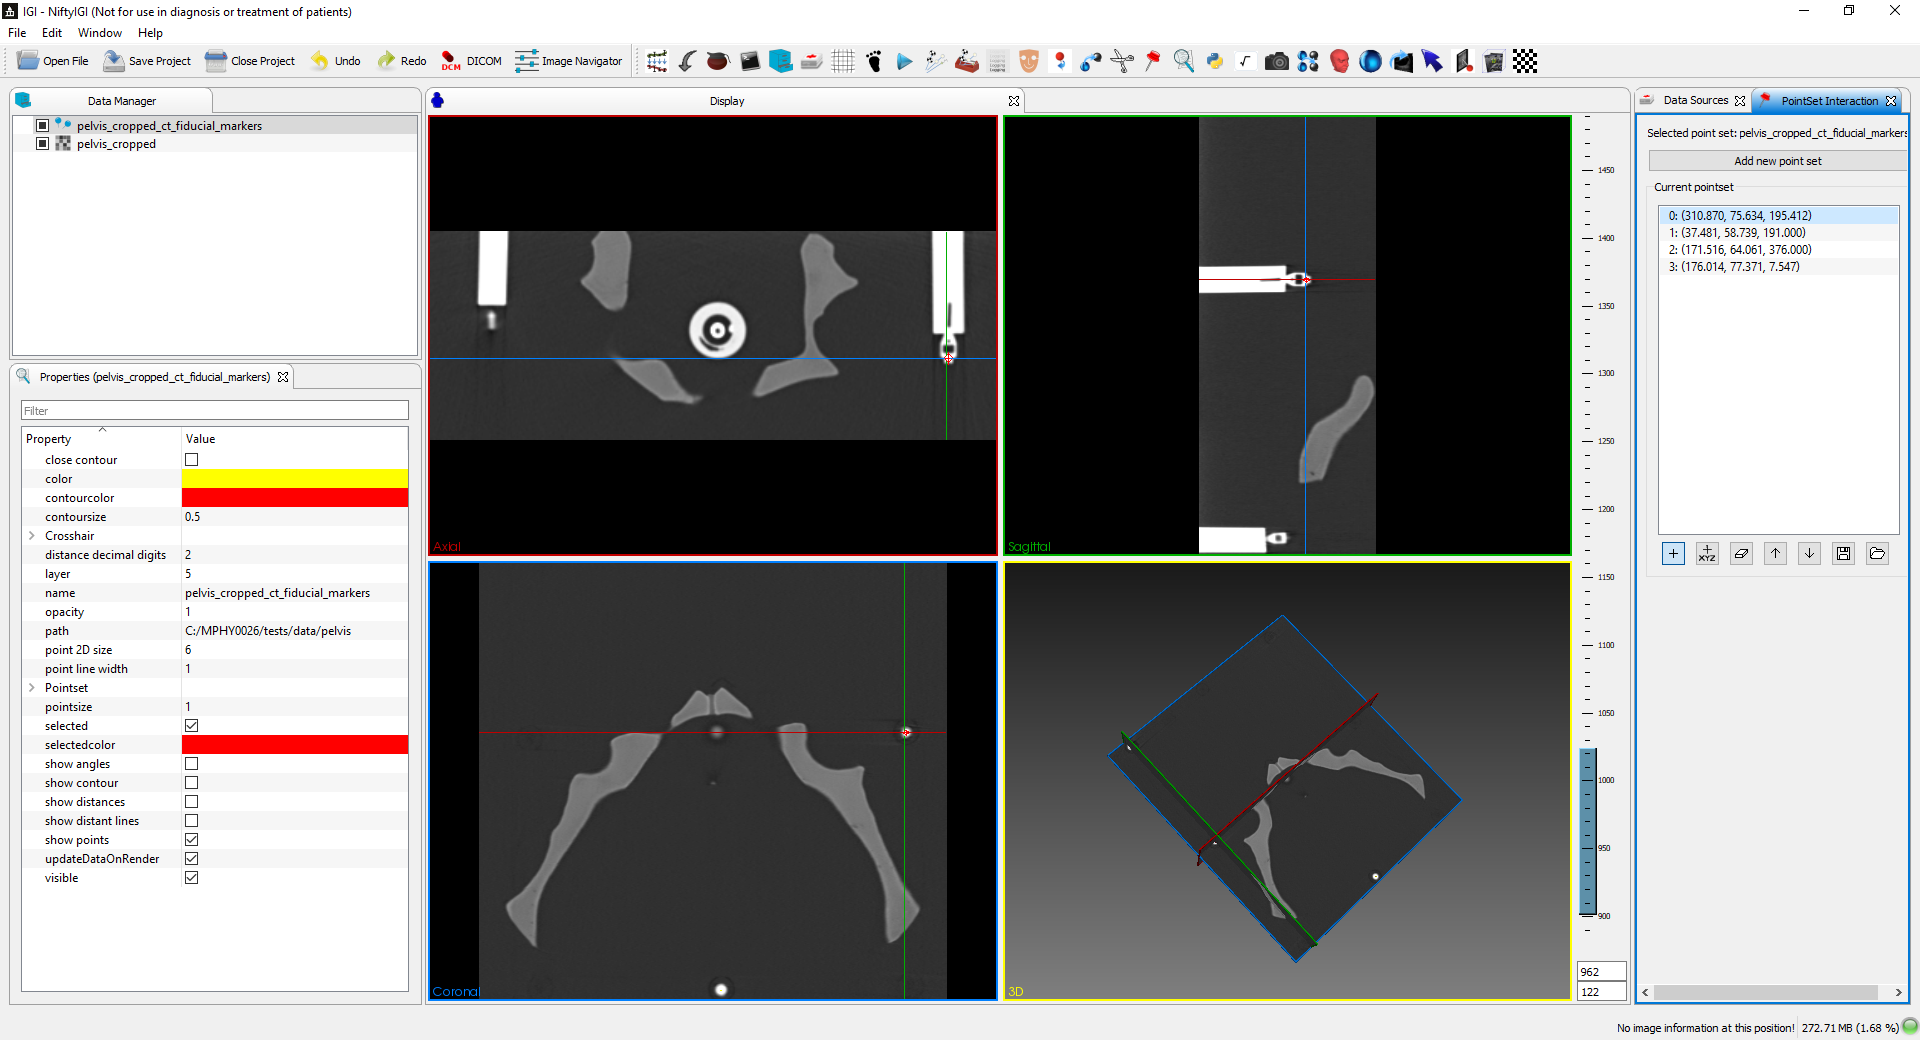 IGI - NiftyIGI (Not for use in diagnosis or treatment of patients)
File Edit Window Help
Open File Save Project Close Project Undo Redo DCM DICOM Image Navigator
Data Manager
pelvis_cropped_ct_fiducial_markers
pelvis_cropped
Properties (pelvis_cropped_ct_fiducial_markers)
Filter
Property Value
close contour
color
contourcolor
contoursize 0.5
Crosshair
distance decimal digits 2
layer 5
name pelvis_cropped_ct_fiducial_markers
opacity 1
path C:/MPHY0026/tests/data/pelvis
point 2D size 6
point line width 1
Pointset
pointsize 1
selected
selectedcolor
show angles
show contour
show distances
show distant lines
show points
updateDataOnRender
visible
Display
Axial
Sagittal
Coronal
3D
1450
1400
1350
1300
1250
1200
1150
1100
1050
1000
950
900
962
122
Data Sources PointSet Interaction
Selected point set: pelvis_cropped_ct_fiducial_markers
Add new point set
Current pointset
0: (310.870, 75.634, 195.412)
1: (37.481, 58.739, 191.000)
2: (171.516, 64.061, 376.000)
3: (176.014, 77.371, 7.547)
XYZ
No image information at this position! 272.71 MB (1.68 %)